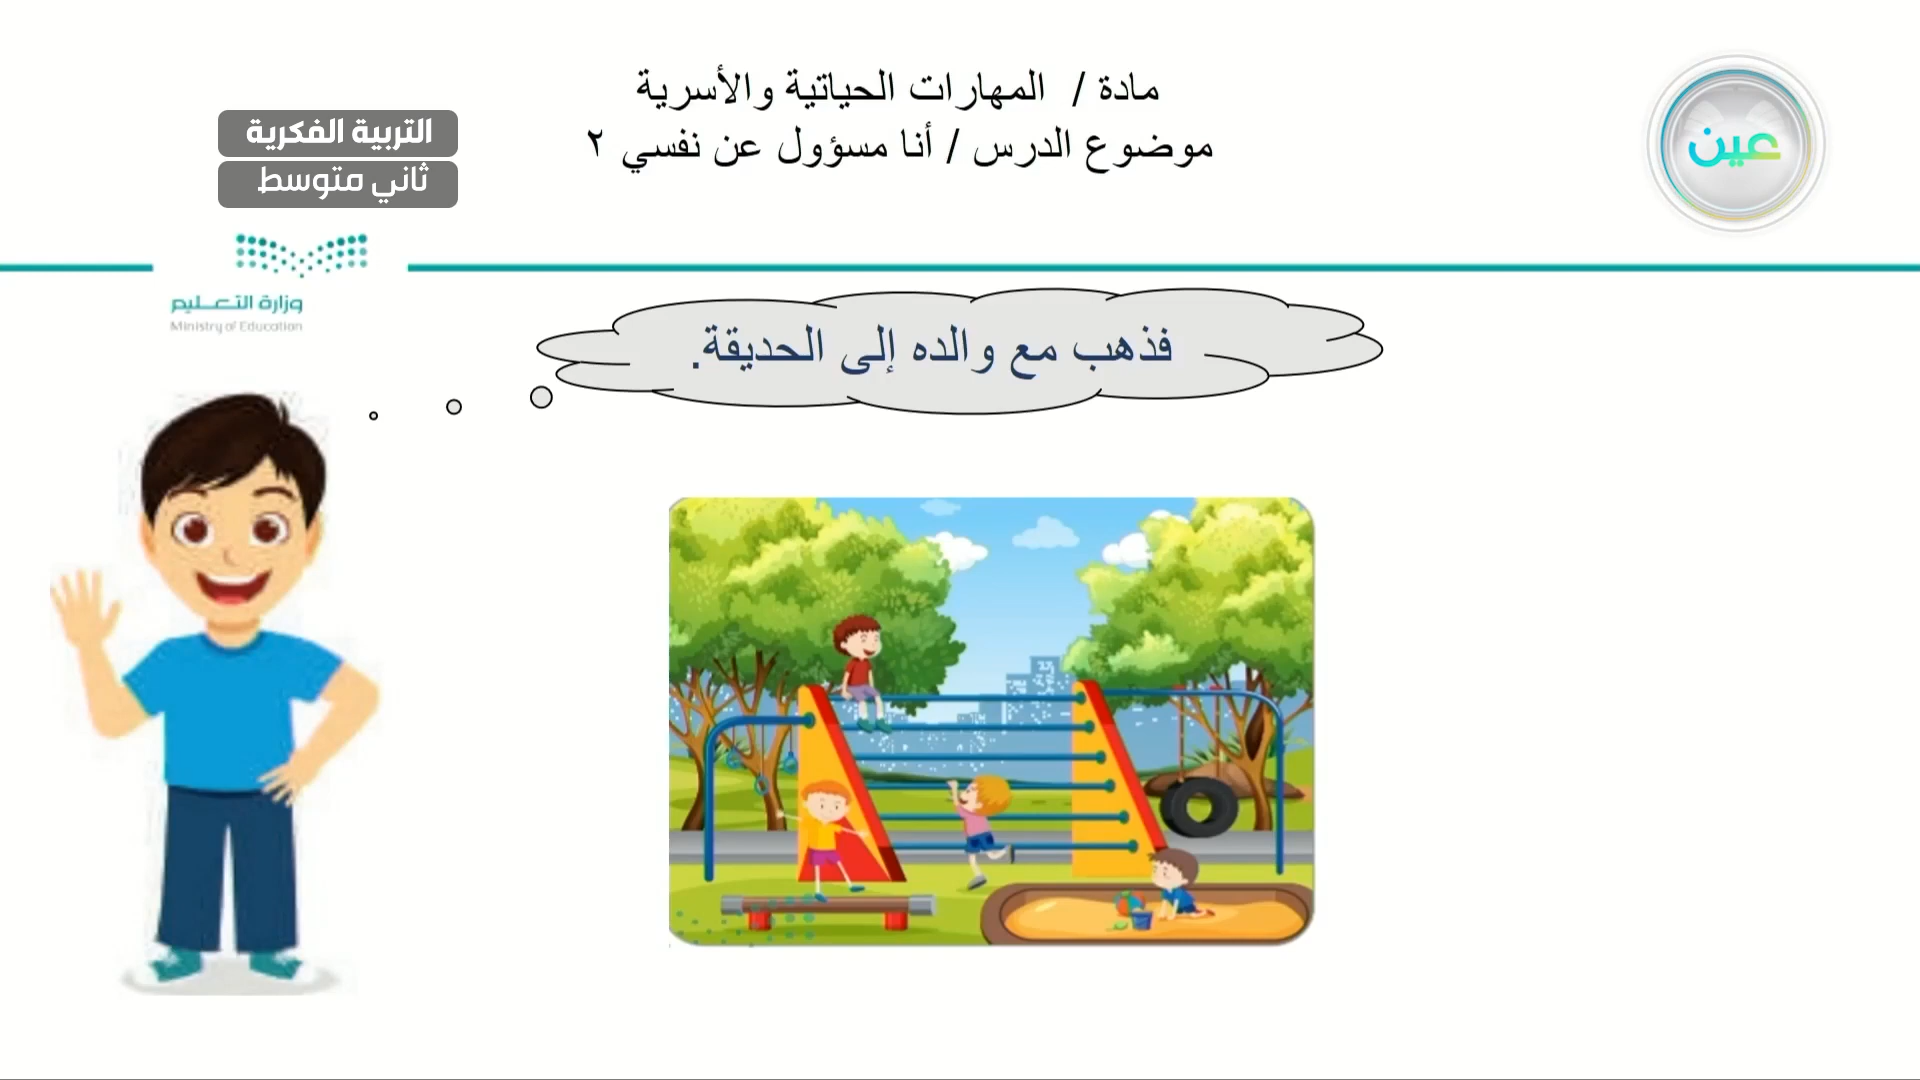 مادة / المهارات الحياتية والأسرية
موضوع الدرس / أنا مسؤول عن نفسي ٢
عين
التربية الفكرية
ثاني متوسط
وزارة التعليم
Ministry of Education
فذهب مع والده إلى الحديقة.